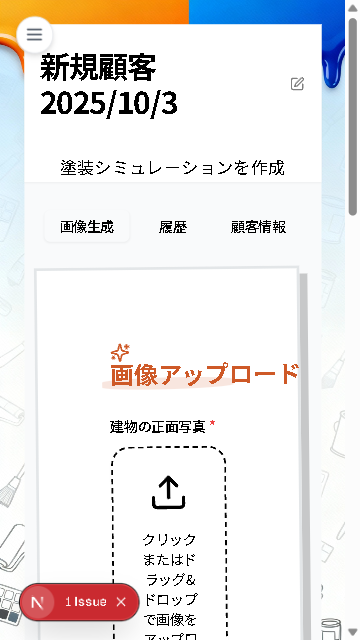 新規顧客
2025/10/3
塗装シミュレーションを作成
画像生成
履歴
顧客情報
画像アップロード
建物の正面写真 *
クリック
またはド
ラッグ&
ドロップ
で画像を
アップロ
N 1 Issue ×